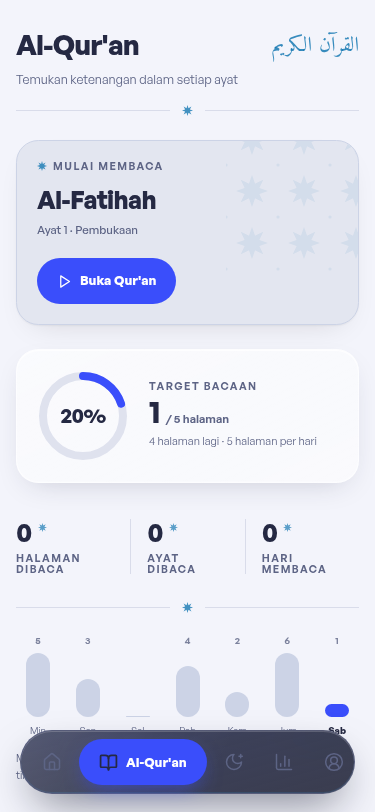 Al-Qur'an
القرآن الكريم
Temukan ketenangan dalam setiap ayat
MULAI MEMBACA
Al-Fatihah
Ayat 1 · Pembukaan
Buka Qur'an
20%
TARGET BACAAN
1 / 5 halaman
4 halaman lagi · 5 halaman per hari
0
HALAMAN
DIBACA
0
AYAT
DIBACA
0
HARI
MEMBACA
5 3 4 2 6 1
Sab
Al-Qur'an